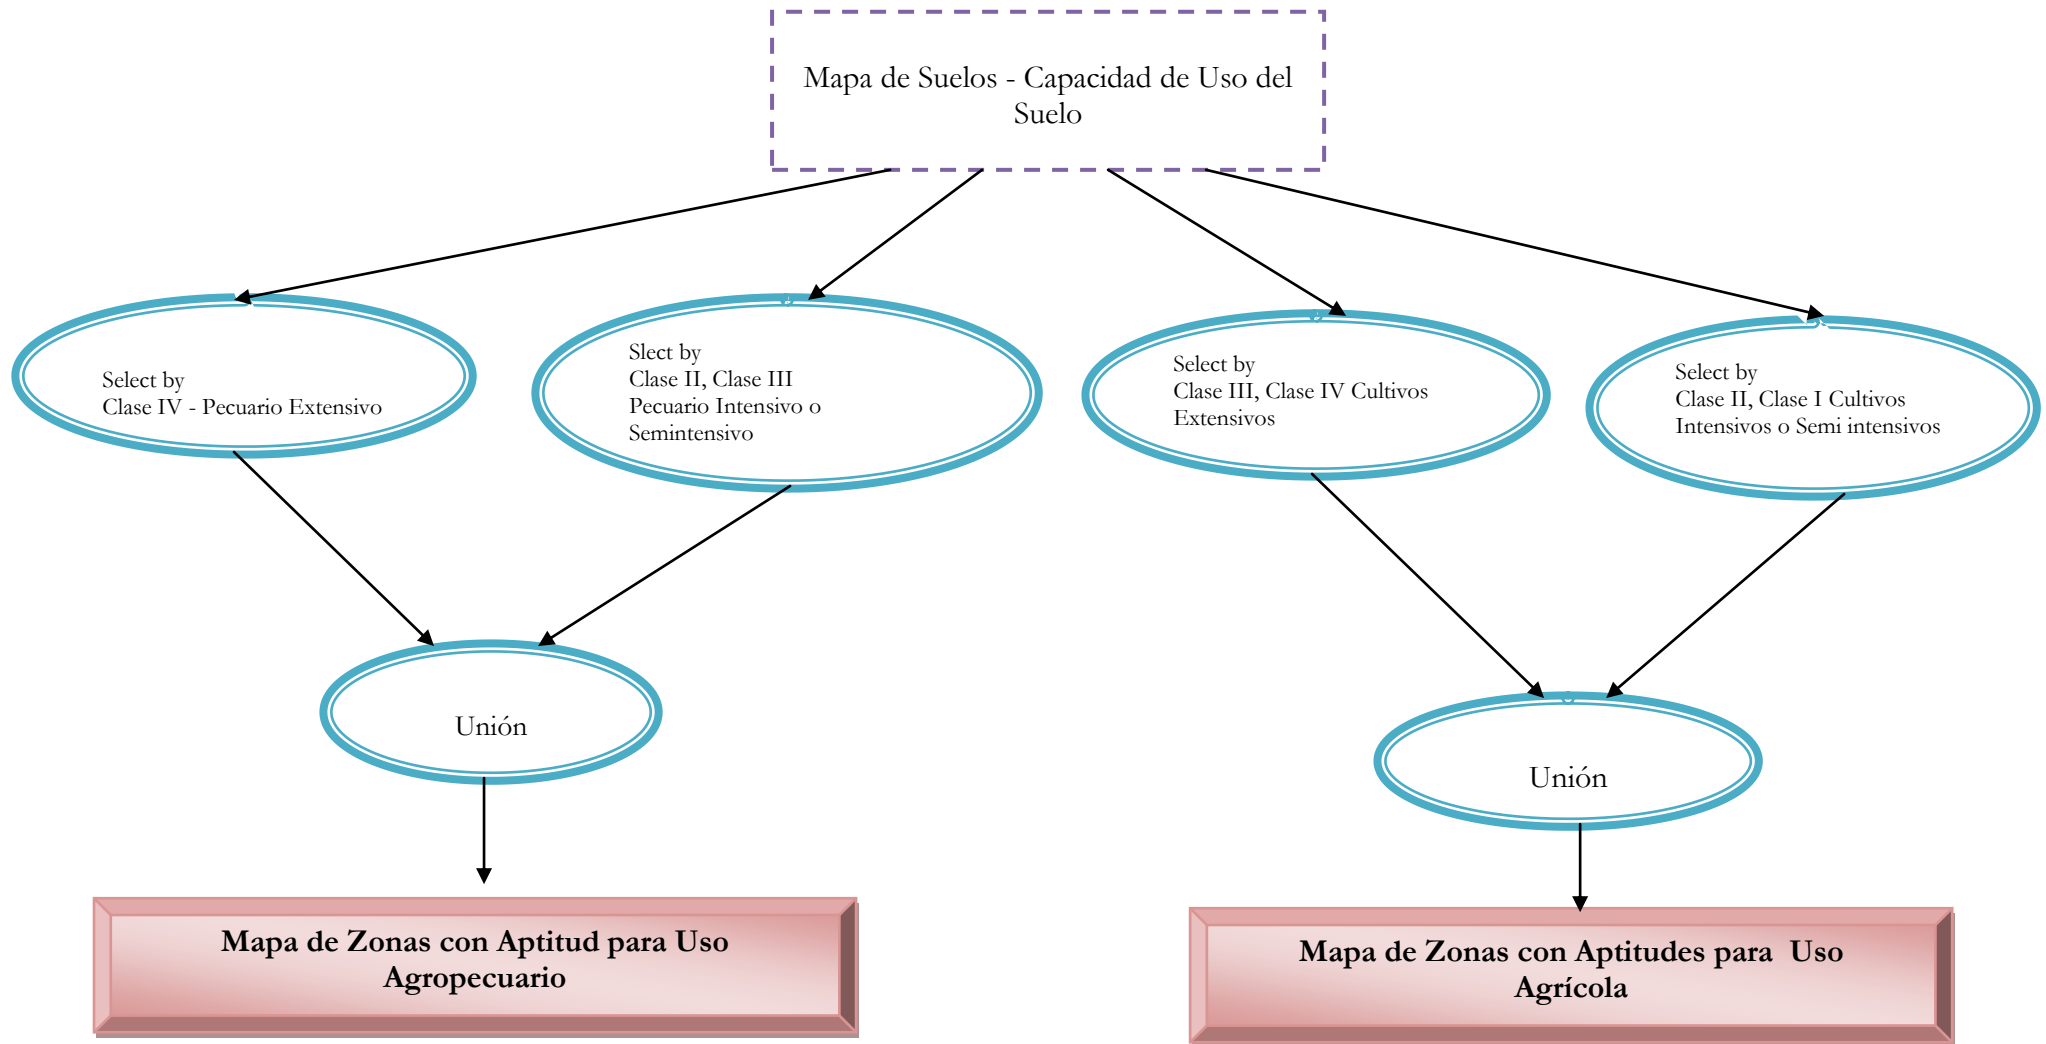 Mapa de Suelos - Capacidad de Uso del
Suelo
Select by
Clase IV - Pecuario Extensivo
Slect by
Clase II, Clase III
Pecuario Intensivo o
Semintensivo
Select by
Clase III, Clase IV Cultivos
Extensivos
Select by
Clase II, Clase I Cultivos
Intensivos o Semi intensivos
Unión
Unión
Mapa de Zonas con Aptitud para Uso
Agropecuario
Mapa de Zonas con Aptitudes para  Uso
Agrícola